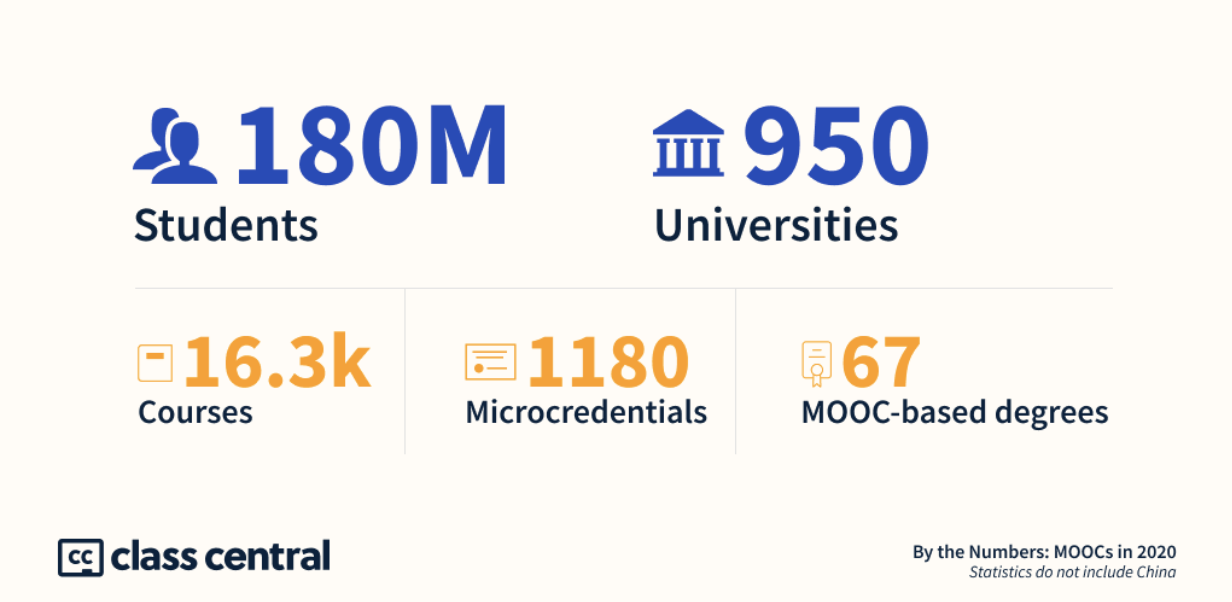 180M
Students
950
Universities
16.3k
Courses
1180
Microcredentials
67
MOOC-based degrees
cc class central
By the Numbers: MOOCs in 2020
Statistics do not include China